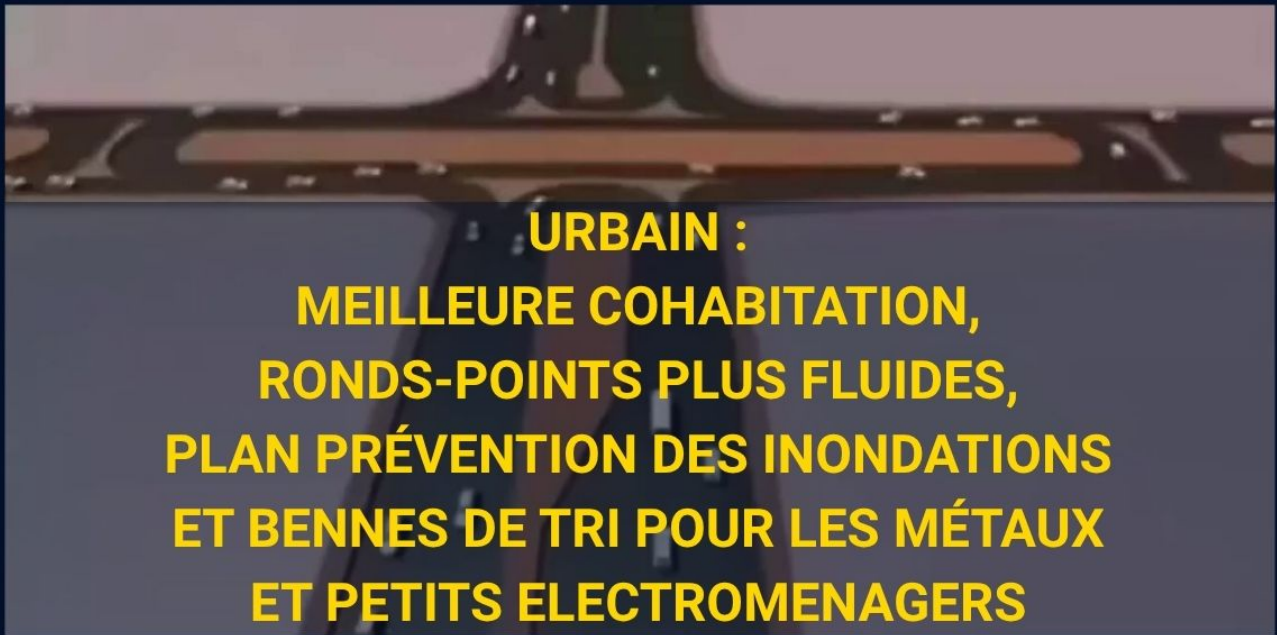 URBAIN :
MEILLEURE COHABITATION,
RONDS-POINTS PLUS FLUIDES,
PLAN PRÉVENTION DES INONDATIONS
ET BENNES DE TRI POUR LES MÉTAUX
ET PETITS ELECTROMENAGERS